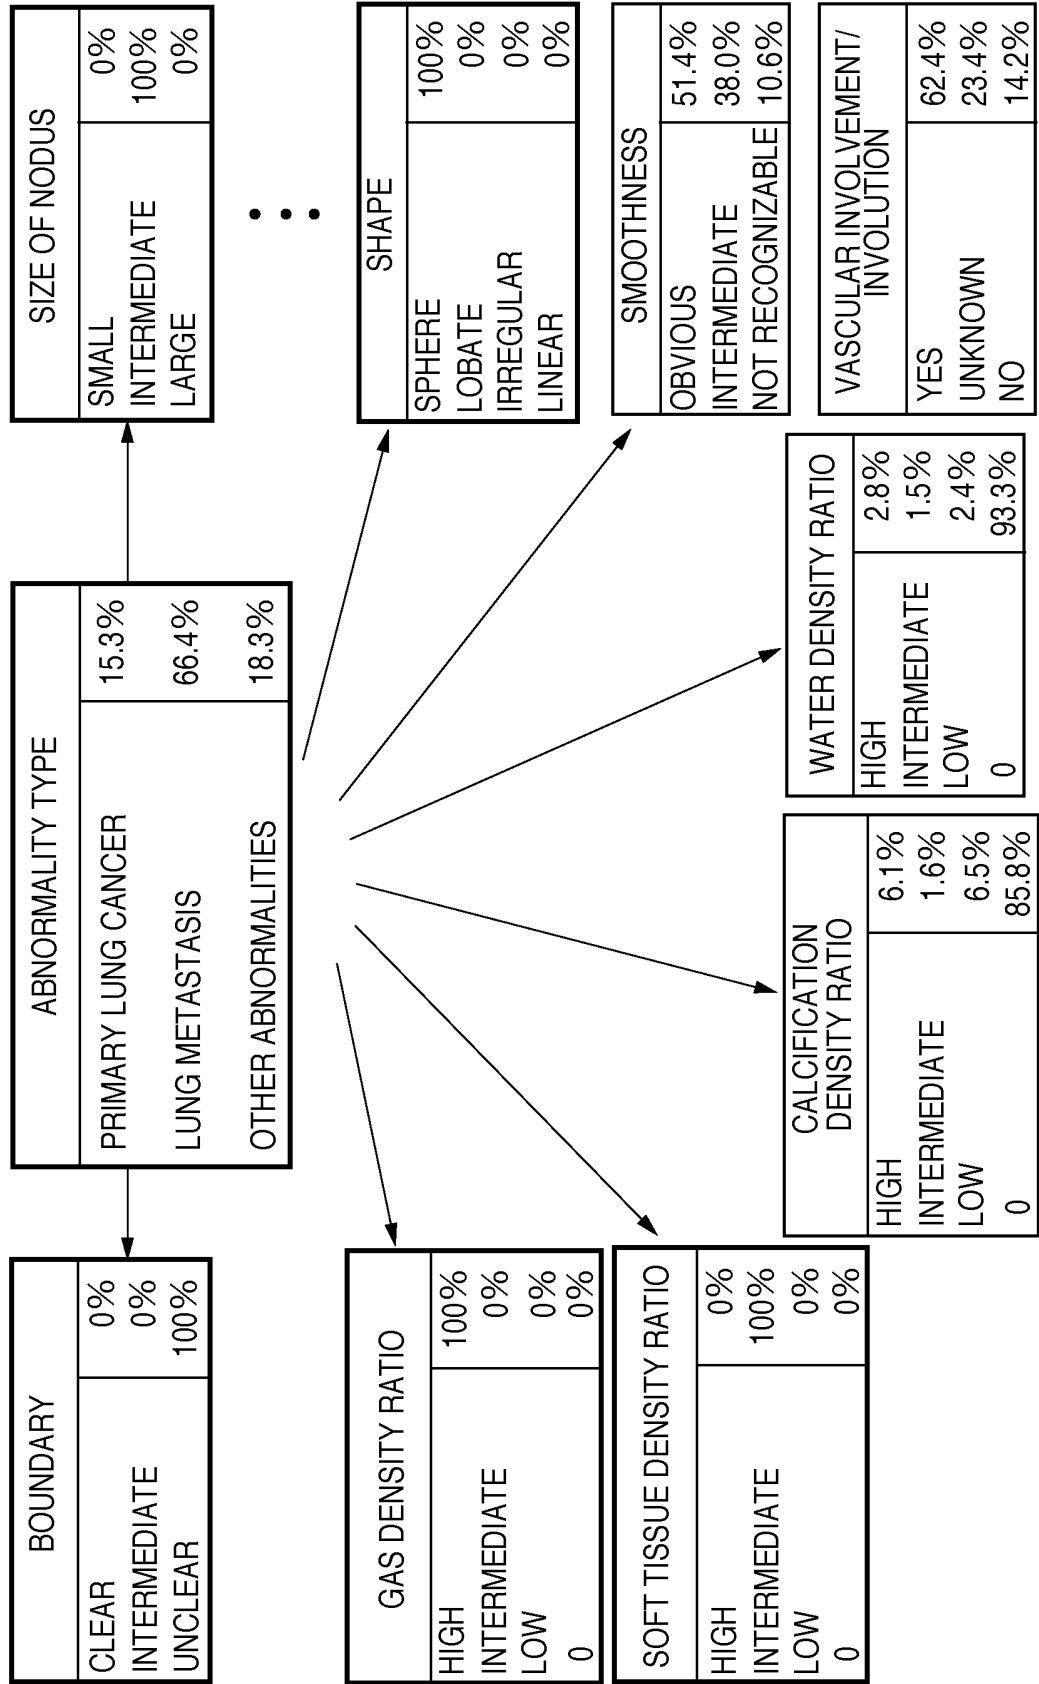 BOUNDARY
CLEAR 0%
INTERMEDIATE 0%
UNCLEAR 100%
ABNORMALITY TYPE
PRIMARY LUNG CANCER 15.3%
LUNG METASTASIS 66.4%
OTHER ABNORMALITIES 18.3%
SIZE OF NODUS
SMALL 0%
INTERMEDIATE 100%
LARGE 0%
GAS DENSITY RATIO
HIGH 100%
INTERMEDIATE 0%
LOW 0%
0 0%
SHAPE
SPHERE 100%
LOBATE 0%
IRREGULAR 0%
LINEAR 0%
SOFT TISSUE DENSITY RATIO
HIGH 0%
INTERMEDIATE 100%
LOW 0%
0 0%
SMOOTHNESS
OBVIOUS 51.4%
INTERMEDIATE 38.0%
NOT RECOGNIZABLE 10.6%
CALCIFICATION
DENSITY RATIO
HIGH 6.1%
INTERMEDIATE 1.6%
LOW 6.5%
0 85.8%
WATER DENSITY RATIO
HIGH 2.8%
INTERMEDIATE 1.5%
LOW 2.4%
0 93.3%
VASCULAR INVOLVEMENT/
INVOLUTION
YES 62.4%
UNKNOWN 23.4%
NO 14.2%